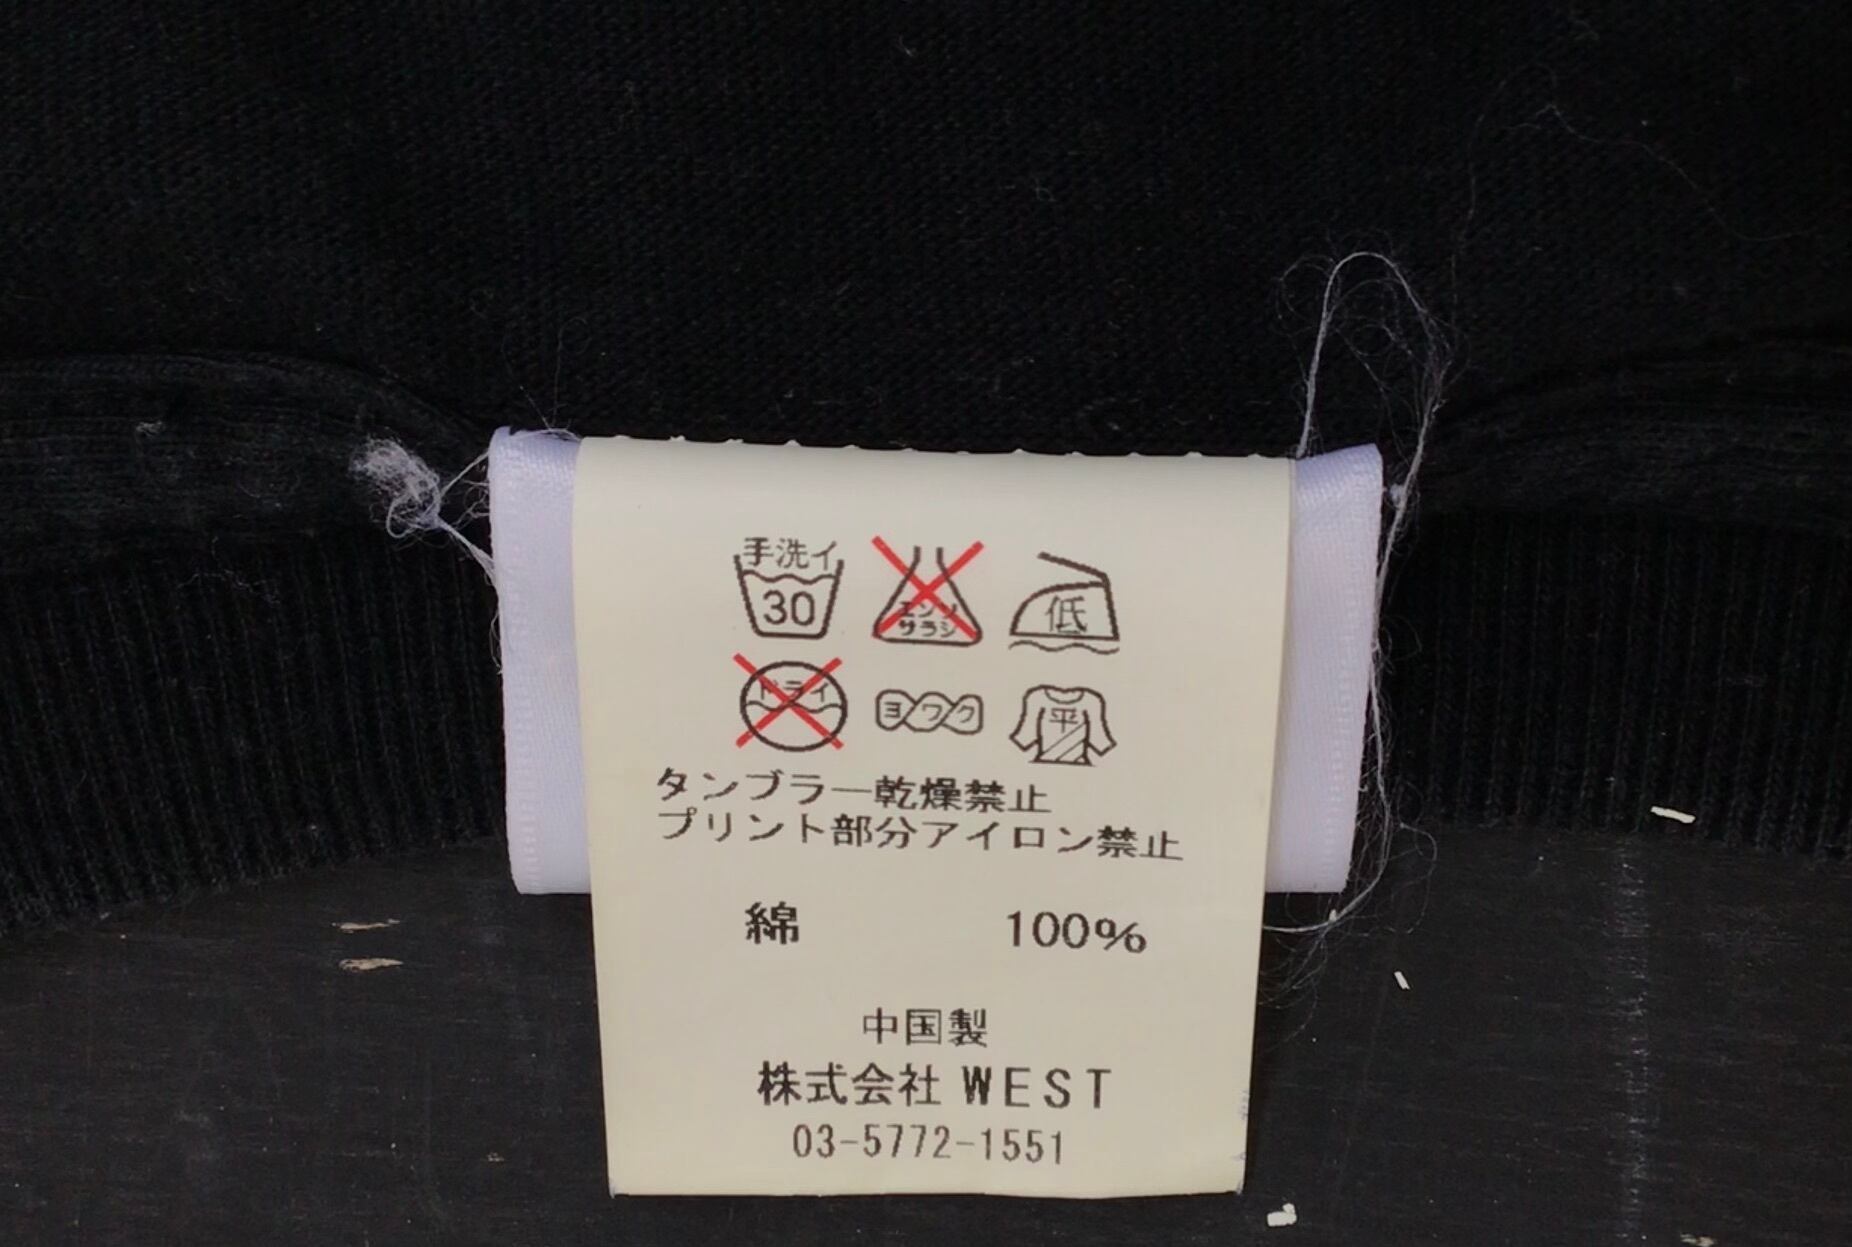 手洗イ
30
エンソ
サラシ
低
ドライ
ヨワク
平
タンブラー乾燥禁止
プリント部分アイロン禁止
綿 100%
中国製
株式会社 WEST
03-5772-1551